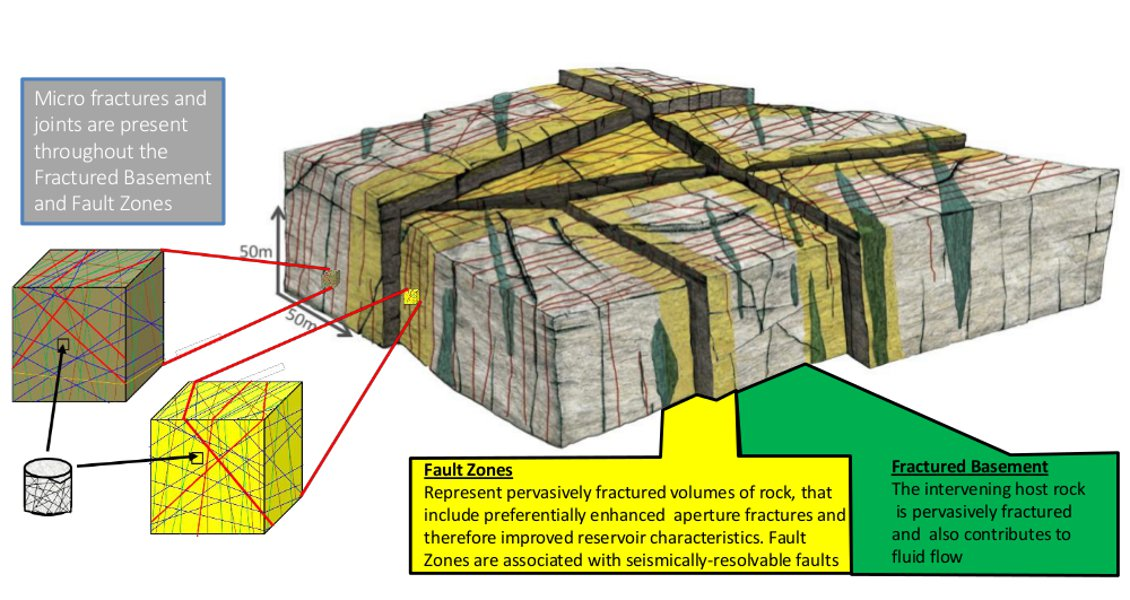 Micro fractures and
joints are present
throughout the
Fractured Basement
and Fault Zones
50m
50m
Fault Zones
Represent pervasively fractured volumes of rock, that
include preferentially enhanced aperture fractures and
therefore improved reservoir characteristics. Fault
Zones are associated with seismically-resolvable faults
Fractured Basement
The intervening host rock
is pervasively fractured
and also contributes to
fluid flow